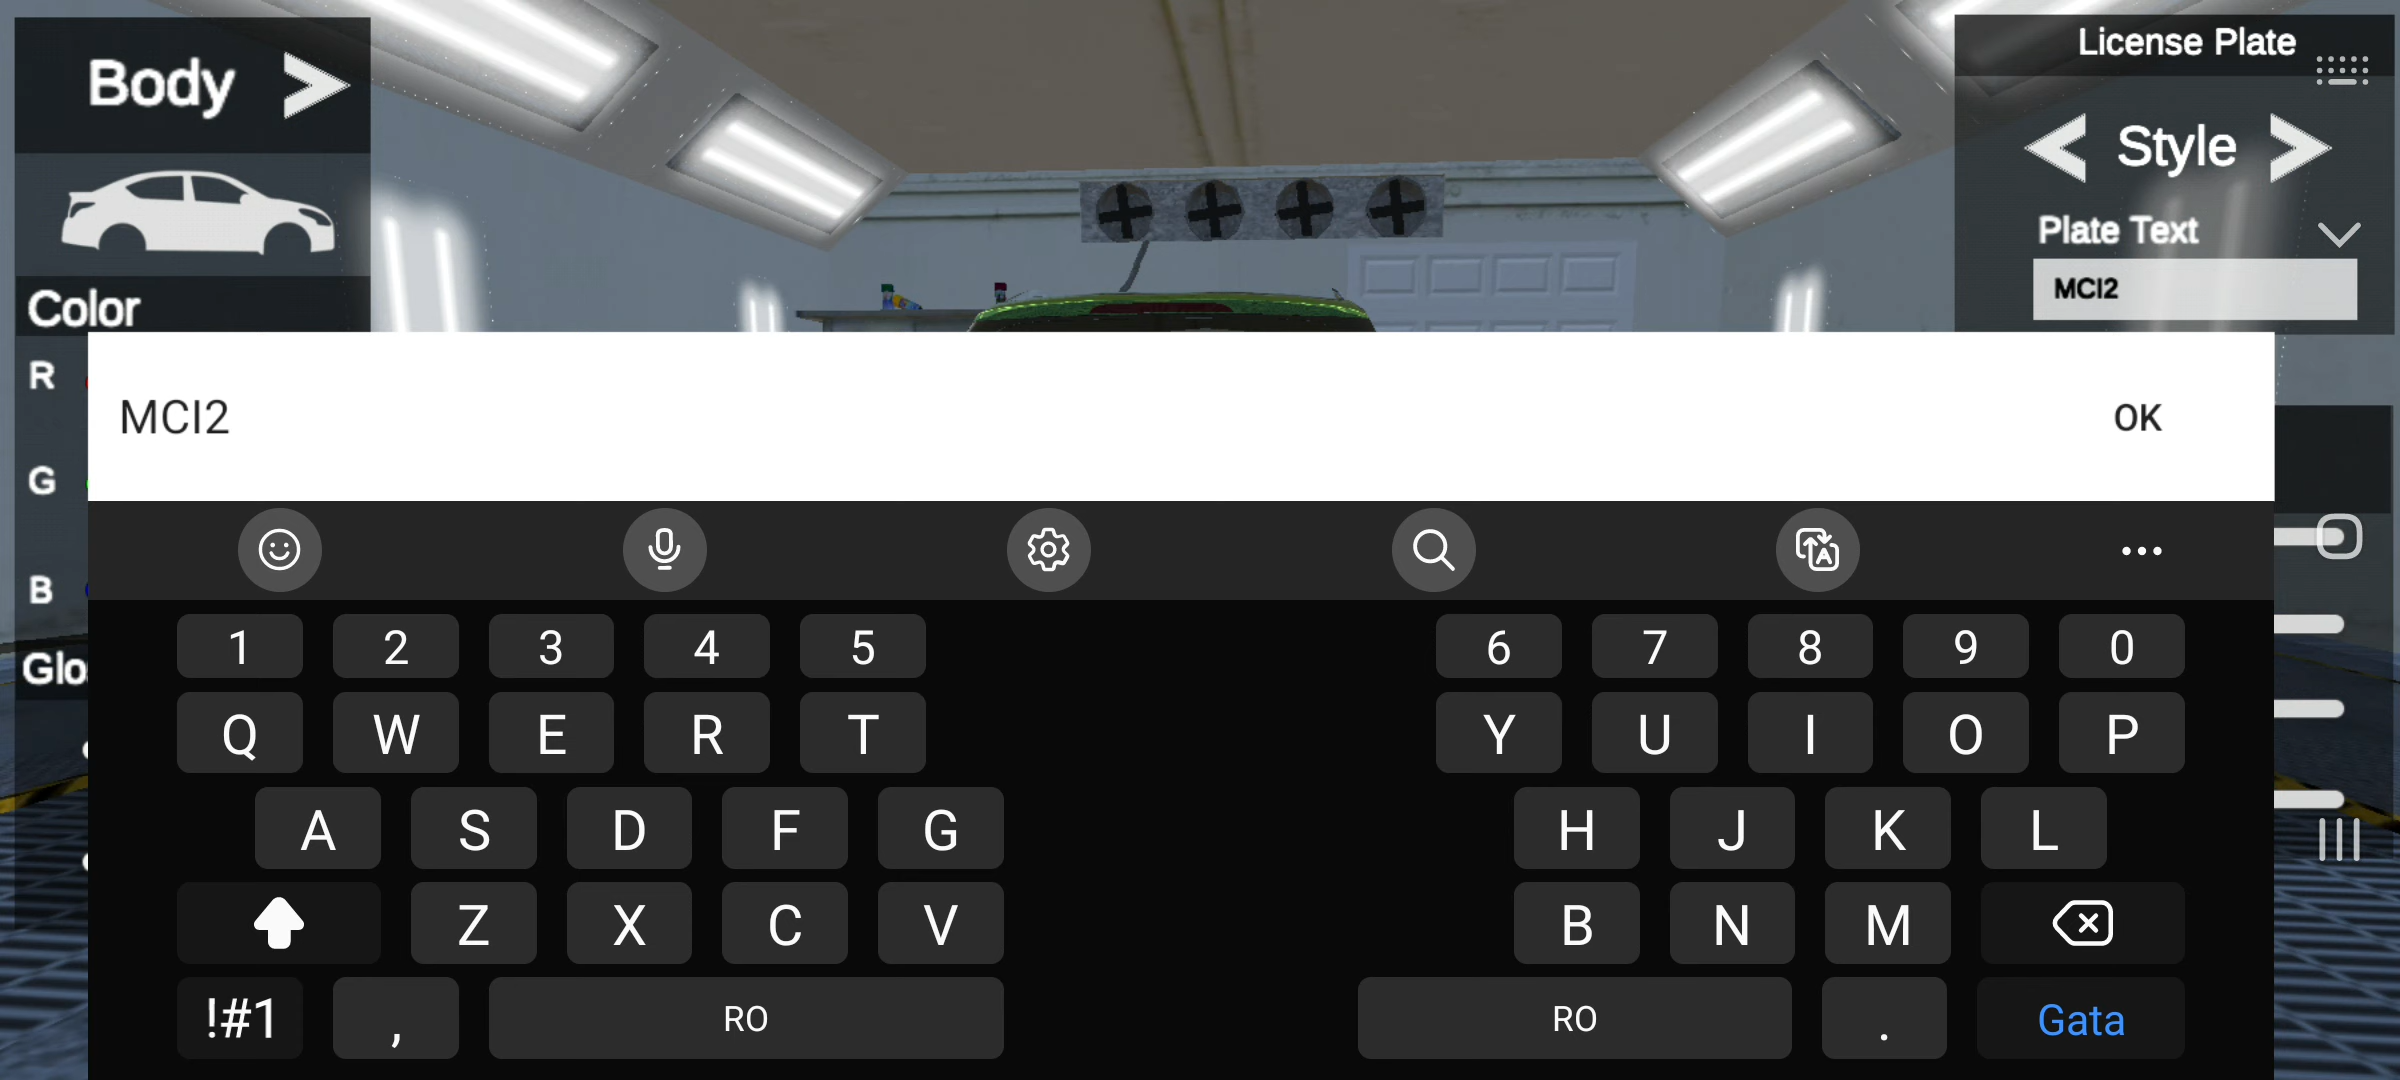 Body
License Plate
Style
Plate Text
MCI2
Color
R
G
B
Glo
MCI2
OK
1 2 3 4 5 6 7 8 9 0
Q W E R T Y U I O P
A S D F G H J K L
Z X C V B N M
!#1 , RO RO . Gata